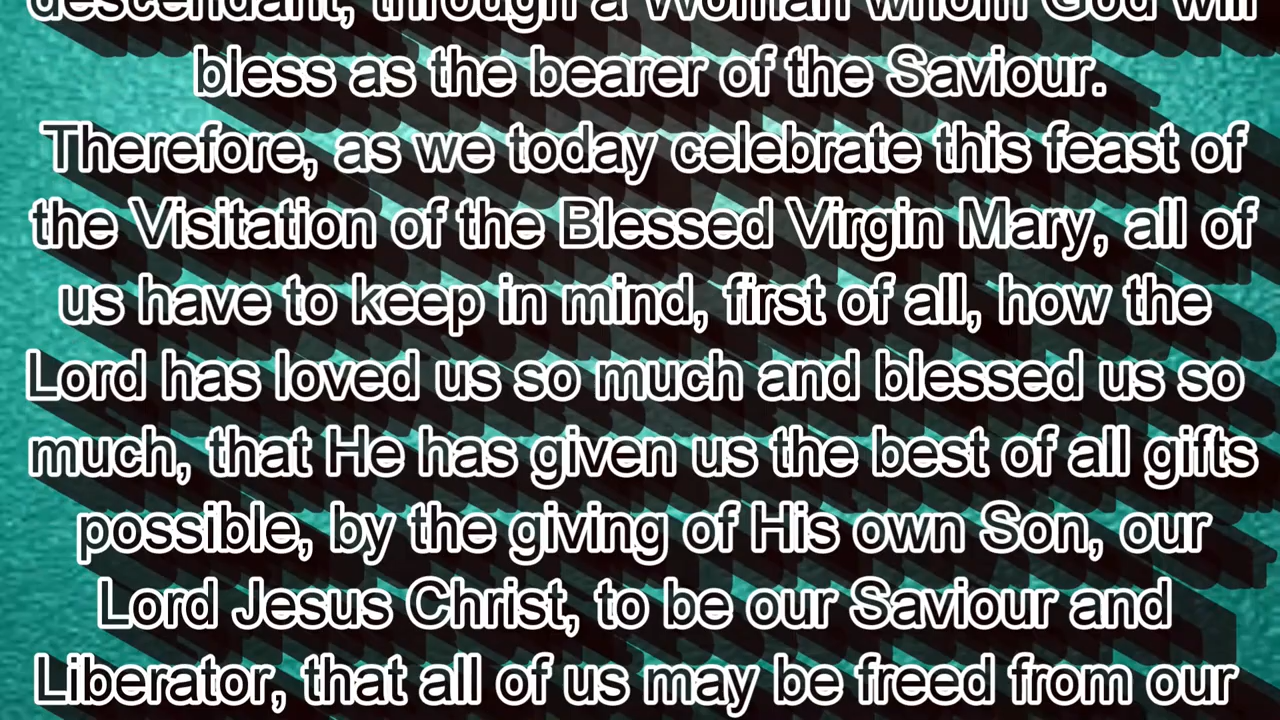 descendant, through a Woman whom God will
bless as the bearer of the Saviour.
Therefore, as we today celebrate this feast of
the Visitation of the Blessed Virgin Mary, all of
us have to keep in mind, first of all, how the
Lord has loved us so much and blessed us so
much, that He has given us the best of all gifts
possible, by the giving of His own Son, our
Lord Jesus Christ, to be our Saviour and
Liberator, that all of us may be freed from our